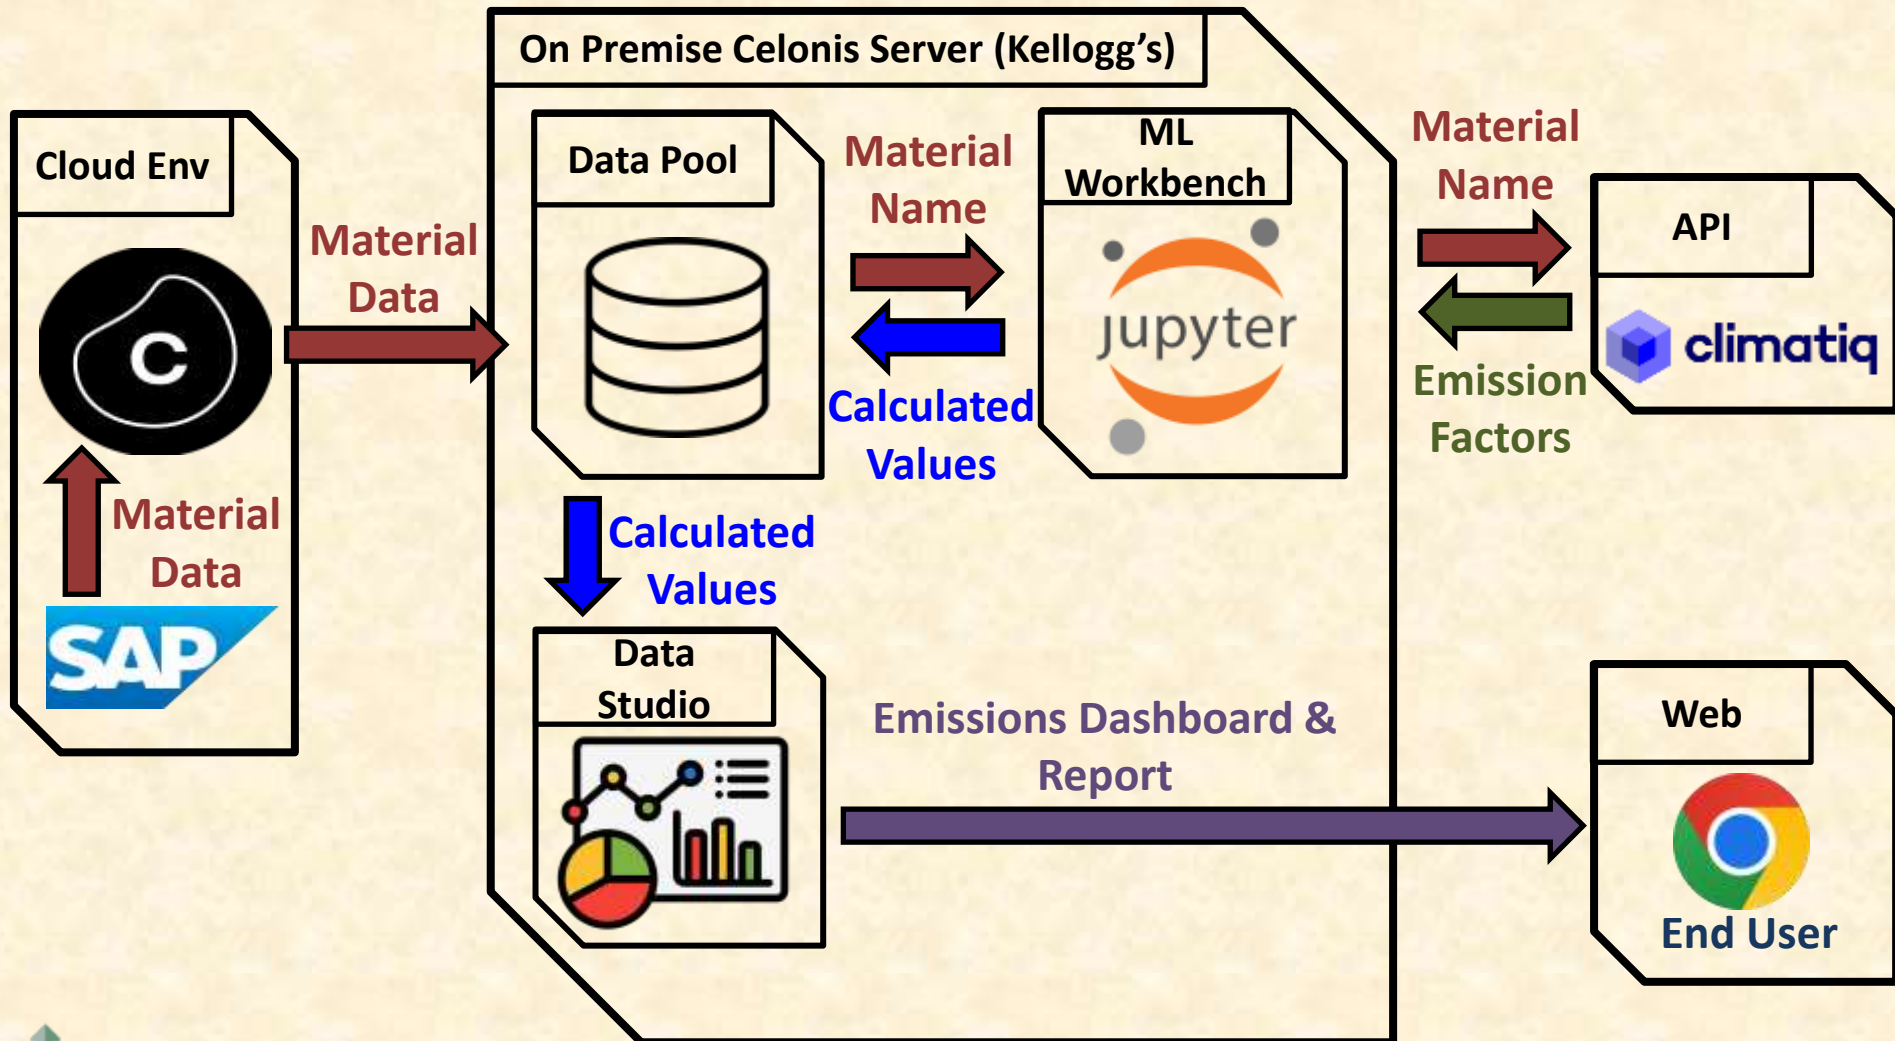 On Premise Celonis Server (Kellogg's)
Cloud Env
C
Material
Data
Material
Data
SAP
Data Pool
Material
Name
Calculated
Values
ML
Workbench
jupyter
Material
Name
Emission
Factors
API
climatiq
Calculated
Values
Data
Studio
Emissions Dashboard &
Report
Web
End User